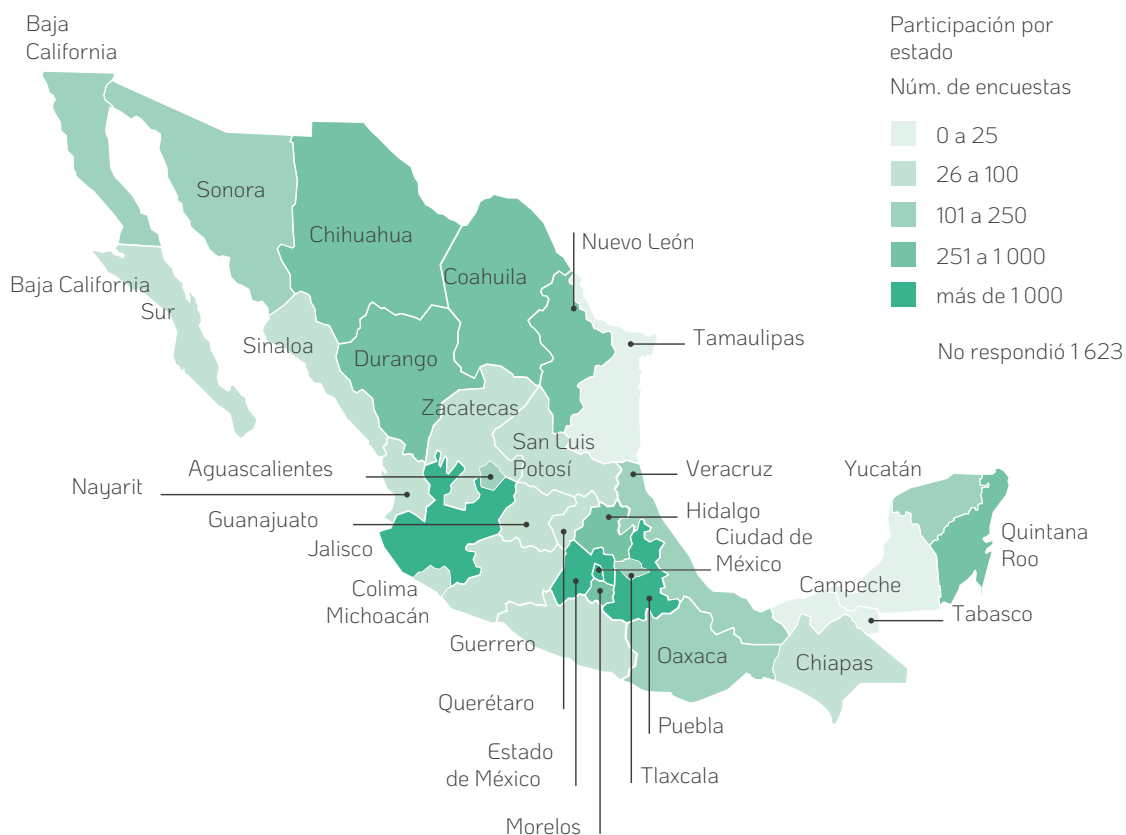 Baja
California
Participación por
estado
Núm. de encuestas
0 a 25
26 a 100
101 a 250
251 a 1 000
más de 1 000
No respondió 1 623
Sonora
Chihuahua
Nuevo León
Coahuila
Baja California
Sur
Sinaloa
Durango
Tamaulipas
Zacatecas
San Luis
Potosí
Aguascalientes
Veracruz
Yucatán
Nayarit
Guanajuato
Hidalgo
Jalisco
Ciudad de
México
Quintana
Roo
Colima
Michoacán
Campeche
Tabasco
Guerrero
Oaxaca
Chiapas
Querétaro
Puebla
Estado
de México
Tlaxcala
Morelos